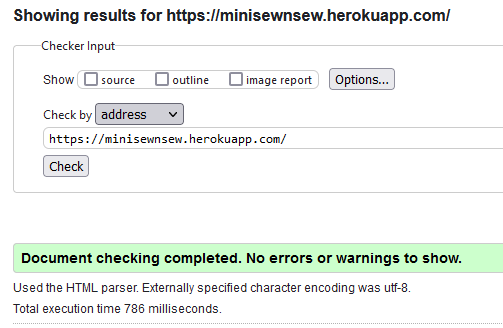 Showing results for https://minisewnsew.herokuapp.com/
Checker Input
Show source outline image report Options...
Check by address
https://minisewnsew.herokuapp.com/
Check
Document checking completed. No errors or warnings to show.
Used the HTML parser. Externally specified character encoding was utf-8.
Total execution time 786 milliseconds.